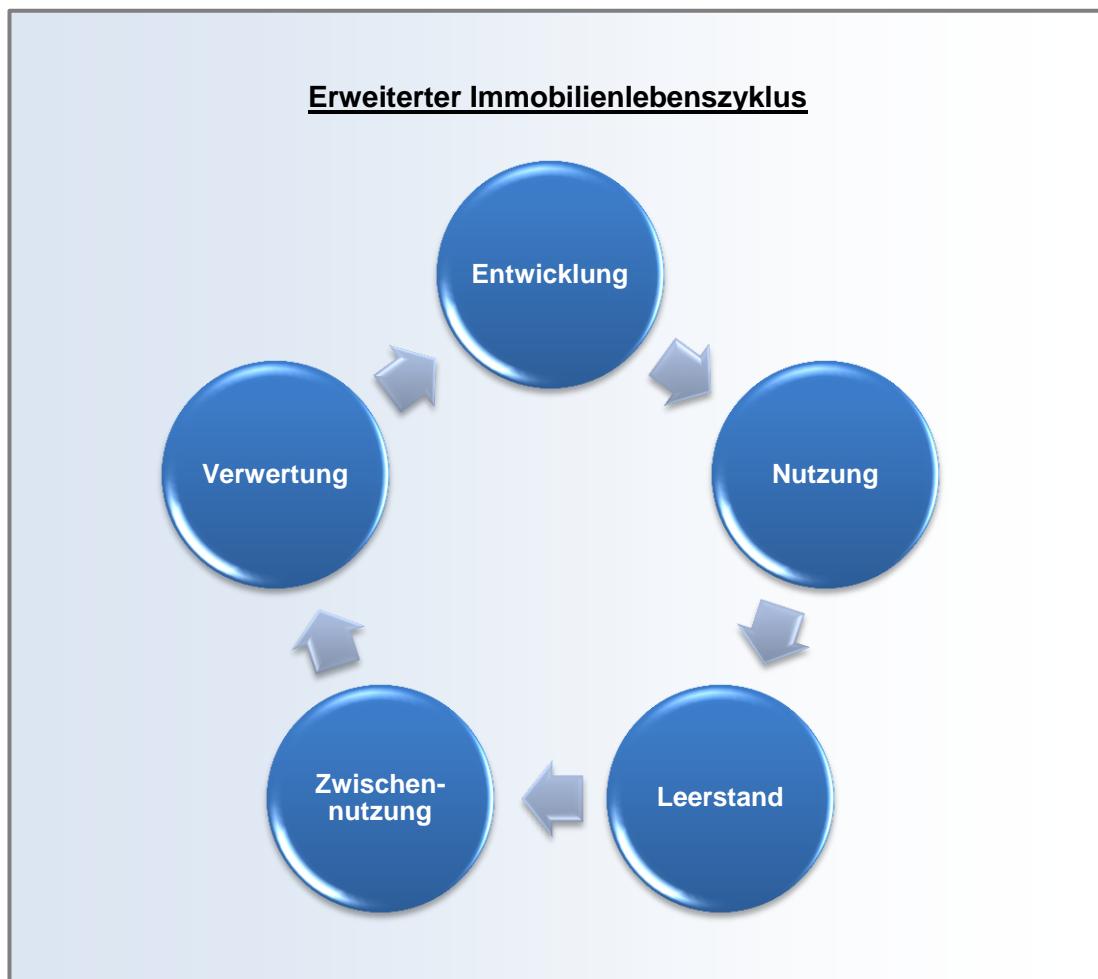 Erweiterter Immobilienlebenszyklus
Entwicklung
Nutzung
Leerstand
Zwischen-
nutzung
Verwertung